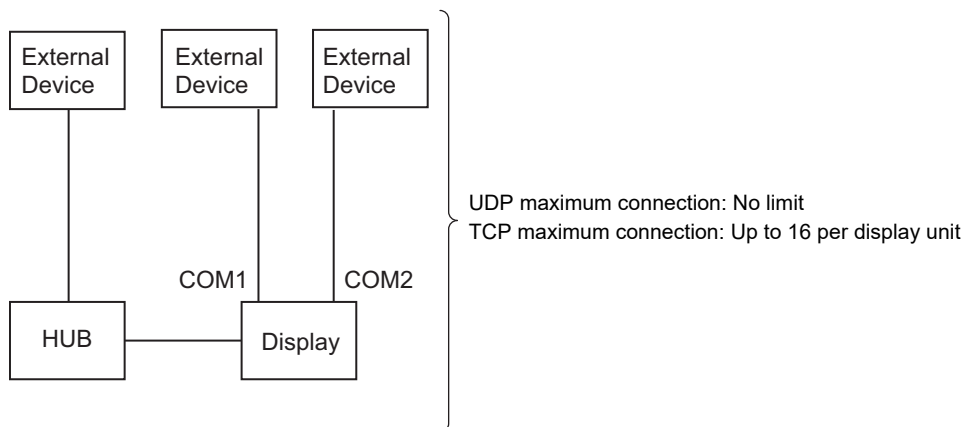 External
Device
External
Device
External
Device
UDP maximum connection: No limit
TCP maximum connection: Up to 16 per display unit
COM1
COM2
HUB
Display